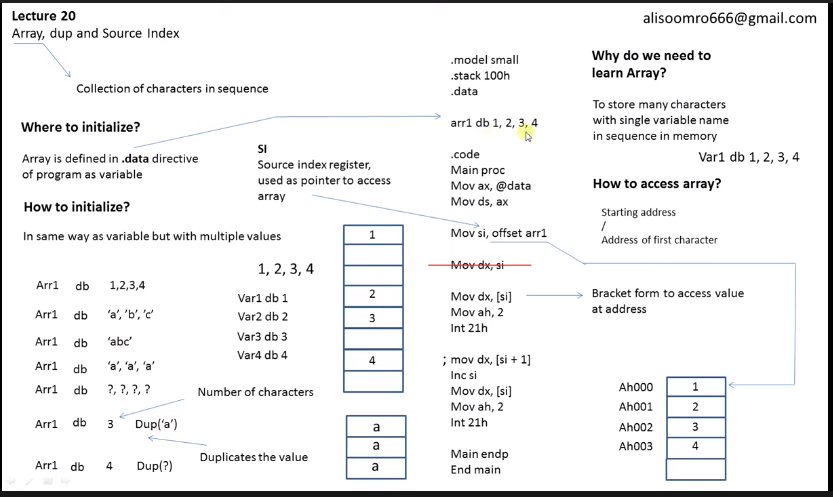 Lecture 20
Array, dup and Source Index
Collection of characters in sequence
Where to initialize?
Array is defined in .data directive
of program as variable
SI
Source index register,
used as pointer to access
array
How to initialize?
In same way as variable but with multiple values
Arr1 db 1,2,3,4
Arr1 db ‘a’, ‘b’, ‘c’
Arr1 db ‘abc’
Arr1 db ‘a’, ‘a’, ‘a’
Arr1 db ?, ?, ?, ?
Arr1 db 3 Dup(‘a’)
Arr1 db 4 Dup(?)
Number of characters
Duplicates the value
1, 2, 3, 4
Var1 db 1
Var2 db 2
Var3 db 3
Var4 db 4
1
2
3
4
a
a
a
.model small
.stack 100h
.data
arr1 db 1, 2, 3, 4
.code
Main proc
Mov ax, @data
Mov ds, ax
Mov si, offset arr1
Mov dx, si
Mov dx, [si]
Mov ah, 2
Int 21h
; mov dx, [si + 1]
Inc si
Mov dx, [si]
Mov ah, 2
Int 21h
Main endp
End main
alisoomro666@gmail.com
Why do we need to
learn Array?
To store many characters
with single variable name
in sequence in memory
Var1 db 1, 2, 3, 4
How to access array?
Starting address
/
Address of first character
Bracket form to access value
at address
Ah000 1
Ah001 2
Ah002 3
Ah003 4